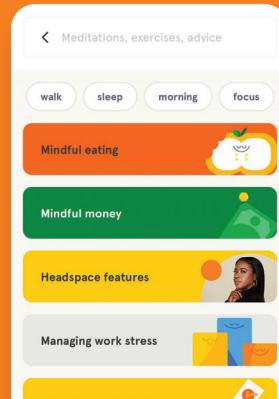 Meditations, exercises, advice
walk sleep morning focus
Mindful eating
Mindful money
Headspace features
Managing work stress